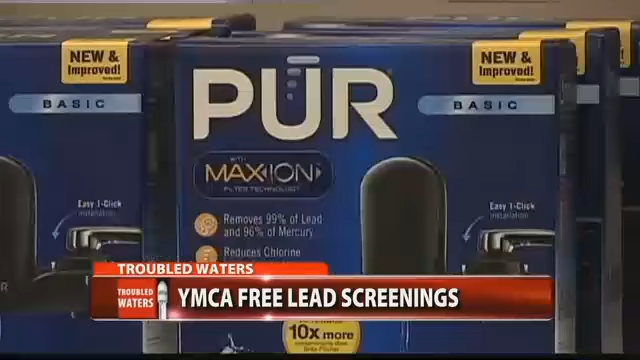 NEW &
Improved!
BASIC
Easy 1-Click
installation
PUR
WITH
MAXION
FILTER TECHNOLOGY
Removes 99% of Lead
and 96% of Mercury
Reduces Chlorine
NEW &
Improved!
BASIC
Easy 1-Click
installation
TROUBLED WATERS
TROUBLED
WATERS
YMCA FREE LEAD SCREENINGS
10x more